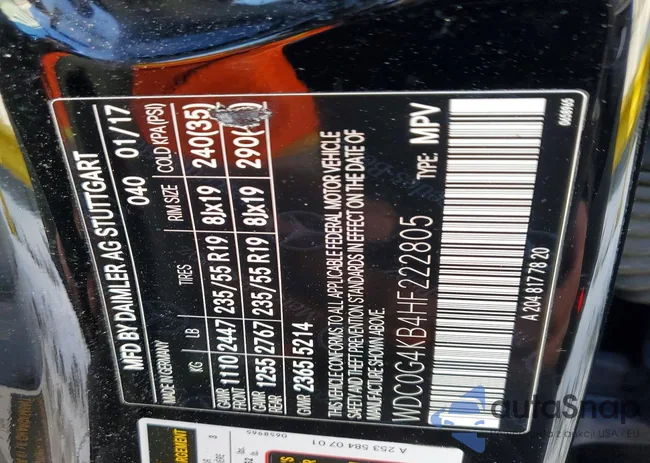 MFD BY DAIMLER AG STUTTGART
MADE IN GERMANY 040 01/17
KG LB TIRES RIM SIZE COLD KPA (PSI)
GAWR FRONT 1110 2447 235/55 R19 8Jx19 240(35)
GAWR REAR 1255 2767 235/55 R19 8Jx19 290(
GVWR 2365 5214
THIS VEHICLE CONFORMS TO ALL APPLICABLE FEDERAL MOTOR VEHICLE
SAFETY AND THEFT PREVENTION STANDARDS IN EFFECT ON THE DATE OF
MANUFACTURE SHOWN ABOVE.
WDC0G4KB4HF222805 TYPE: MPV
A 204 817 78 20
0658965
A 253 584 07 01
0658965
autoSnap